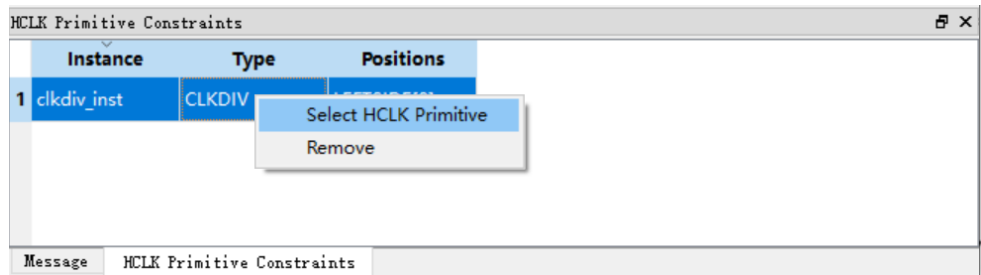 HCLK Primitive Constraints
Instance Type Positions
1 clkdiv_inst CLKDIV
Select HCLK Primitive
Remove
Message HCLK Primitive Constraints